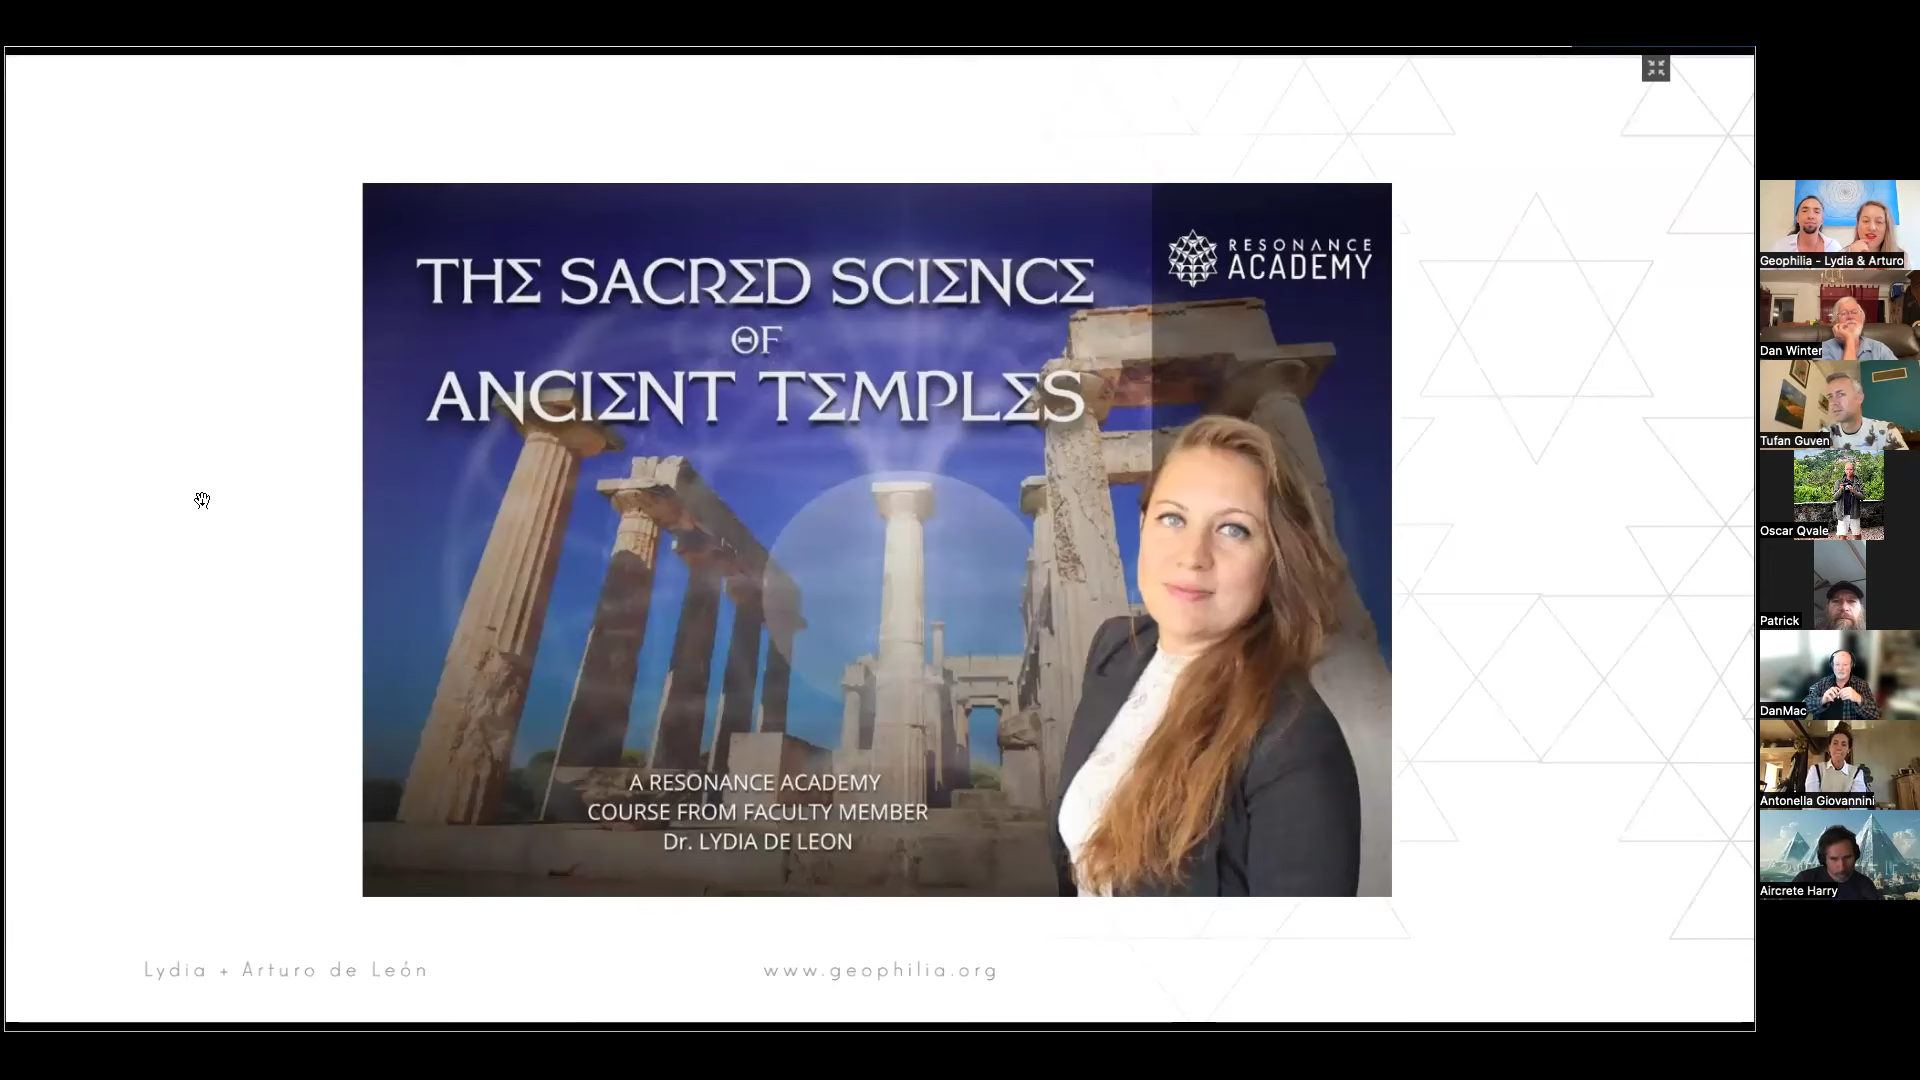 THE SACRED SCIENCE
OF
ANCIENT TEMPLES
RESONANCE
ACADEMY
A RESONANCE ACADEMY
COURSE FROM FACULTY MEMBER
Dr. LYDIA DE LEON
Lydia + Arturo de León
www.geophilia.org
Geophilia - Lydia & Arturo
Dan Winter
Tufan Guven
Oscar Qvale
Patrick
DanMac
Antonella Giovannini
Aircrete Harry